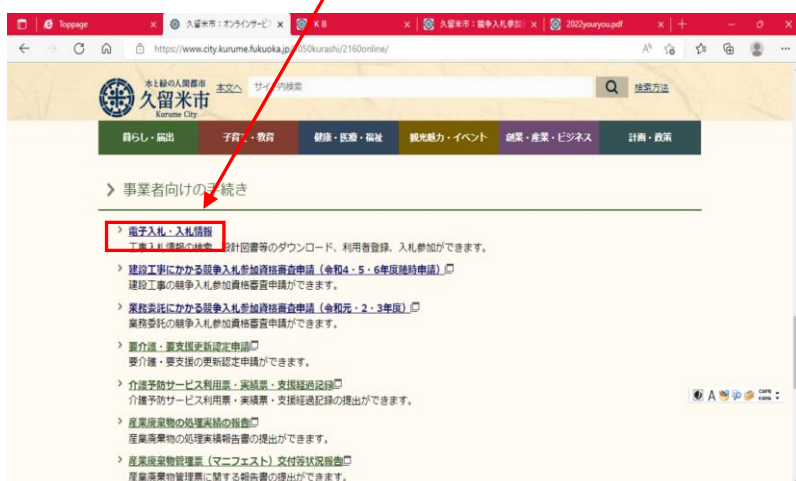 Toppage
久留米市：オンラインサービ
K B
久留米市：競争入札参加
2022youryou.pdf
https://www.city.kurume.fukuoka.jp/050kurashi/2160online/
水と緑の人間都市
久留米市
Kurume City
本文へ
サイト内検索
検索方法
暮らし・届出
子育て・教育
健康・医療・福祉
観光魅力・イベント
創業・産業・ビジネス
計画・政策
事業者向けの手続き
電子入札・入札情報
工事入札情報の検索、設計図書等のダウンロード、利用者登録、入札参加ができます。
建設工事にかかる競争入札参加資格審査申請（令和4・5・6年度随時申請）
建設工事の競争入札参加資格審査申請ができます。
業務委託にかかる競争入札参加資格審査申請（令和元・2・3年度）
業務委託の競争入札参加資格審査申請ができます。
要介護・要支援更新認定申請
要介護・要支援の更新認定申請ができます。
介護予防サービス利用票・実績票・支援経過記録
介護予防サービス利用票・実績票・支援経過記録の提出ができます。
産業廃棄物の処理実績の報告
産業廃棄物の処理実績報告書の提出ができます。
産業廃棄物管理票（マニフェスト）交付等状況報告
産業廃棄物管理票に関する報告書の提出ができます。
A
CAPS
KANA